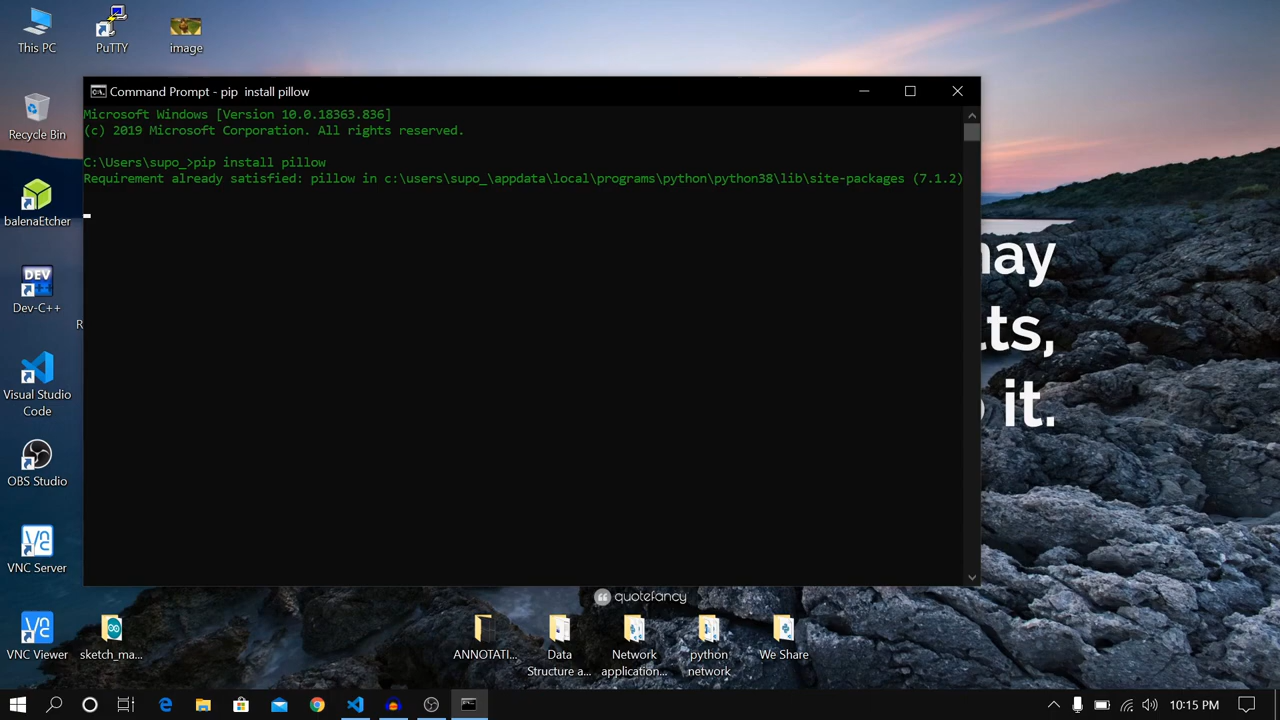 This PC
PuTTY
image
Recycle Bin
balenaEtcher
DEV
Dev-C++
R
Visual Studio
Code
OBS Studio
VNC Server
VNC Viewer
sketch_ma...
Command Prompt - pip  install pillow
Microsoft Windows [Version 10.0.18363.836]
(c) 2019 Microsoft Corporation. All rights reserved.
C:\Users\supo_>pip install pillow
Requirement already satisfied: pillow in c:\users\supo_\appdata\local\programs\python\python38\lib\site-packages (7.1.2)
nay
ts,
it.
quotefancy
ANNOTATI...
Data
Structure a...
Network
application...
python
network
We Share
10:15 PM